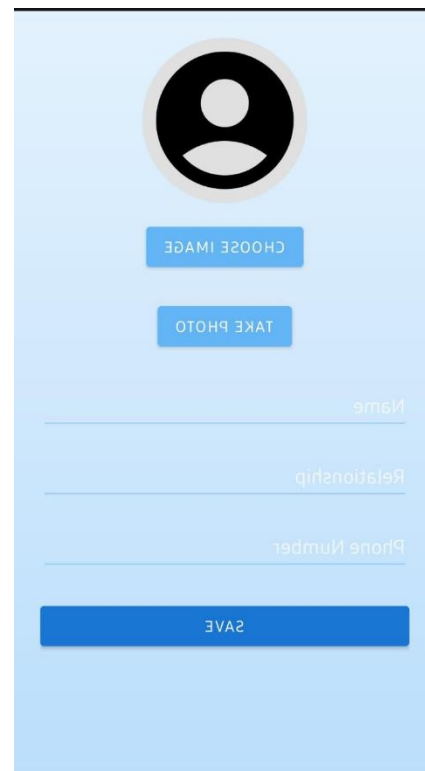 CHOOSE IMAGE
TAKE PHOTO
Name
Relationship
Phone Number
SAVE